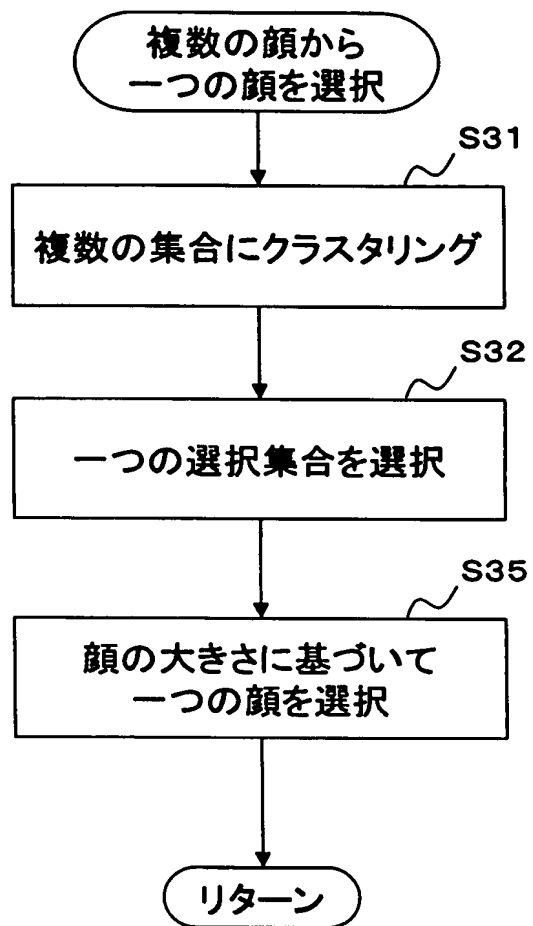 複数の顔から
一つの顔を選択
S31
複数の集合にクラスタリング
S32
一つの選択集合を選択
S35
顔の大きさに基づいて
一つの顔を選択
リターン